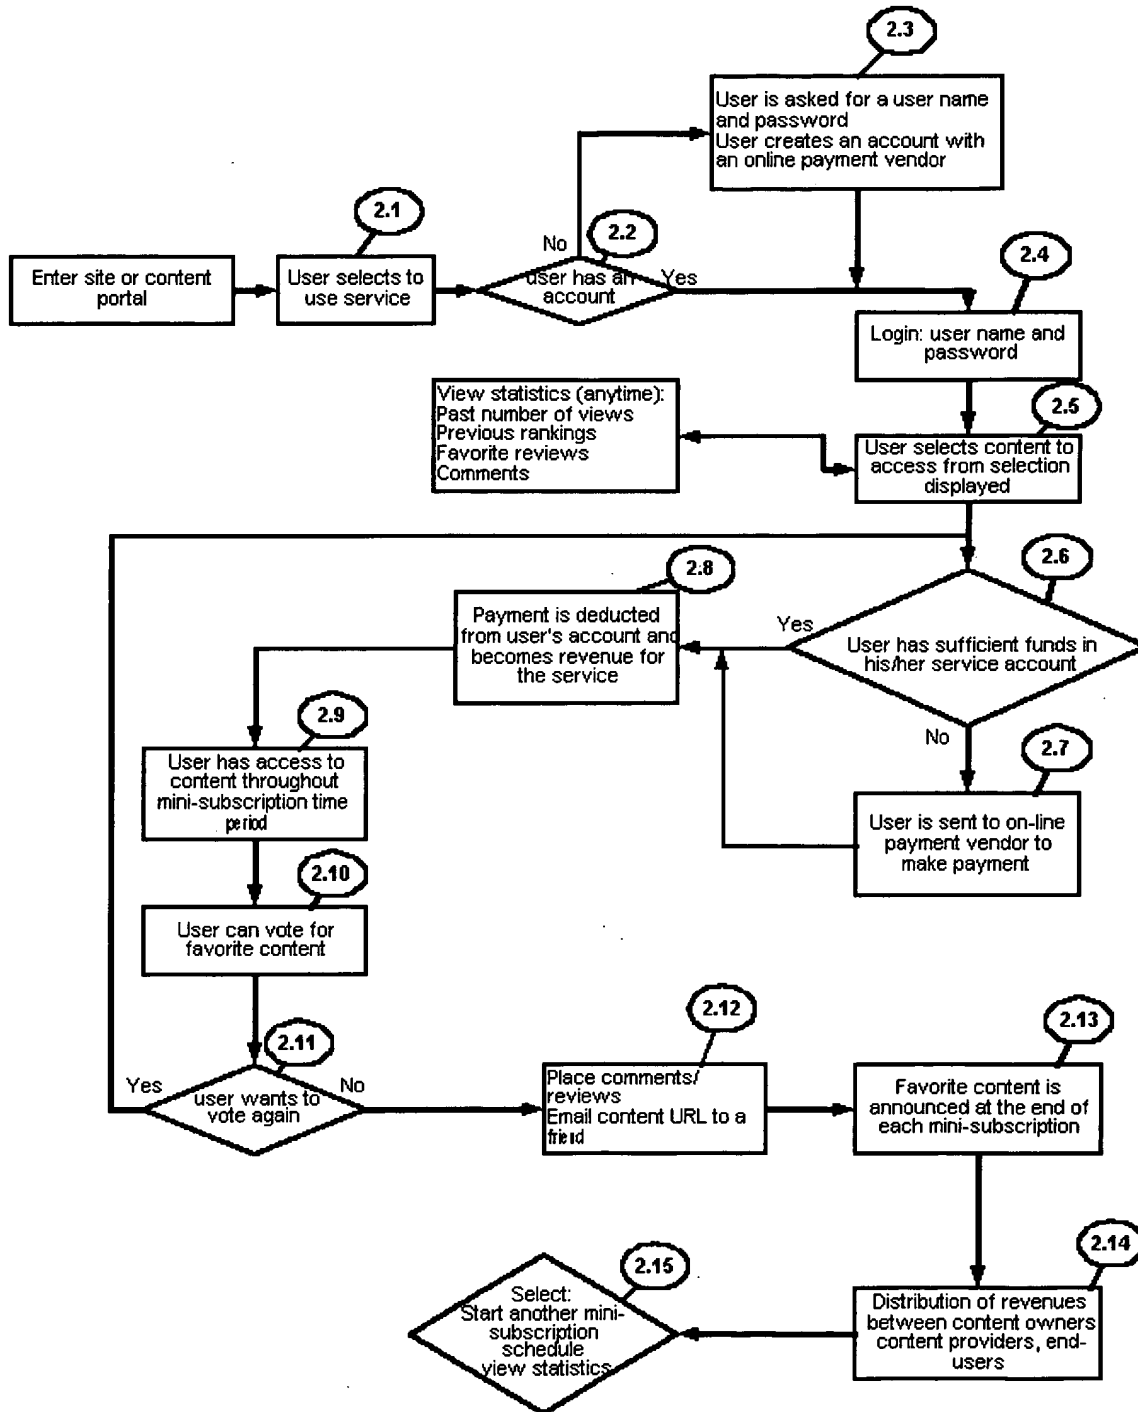 2.3
User is asked for a user name
and password
User creates an account with
an online payment vendor
2.1
2.2
No
2.4
Enter site or content
portal
User selects to
use service
user has an
account
Yes
Login: user name and
password
View statistics (anytime):
Past number of views
Previous rankings
Favorite reviews
Comments
2.5
User selects content to
access from selection
displayed
2.6
2.8
Payment is deducted
from user's account and
becomes revenue for
the service
Yes
User has sufficient funds in
his/her service account
2.9
No
2.7
User has access to
content throughout
mini-subscription time
period
User is sent to on-line
payment vendor to
make payment
2.10
User can vote for
favorite content
2.11
2.12
2.13
Yes
No
user wants to
vote again
Place comments/
reviews
Email content URL to a
friend
Favorite content is
announced at the end of
each mini-subscription
2.14
2.15
Select:
Start another mini-
subscription
schedule
view statistics
Distribution of revenues
between content owners
content providers, end-
users